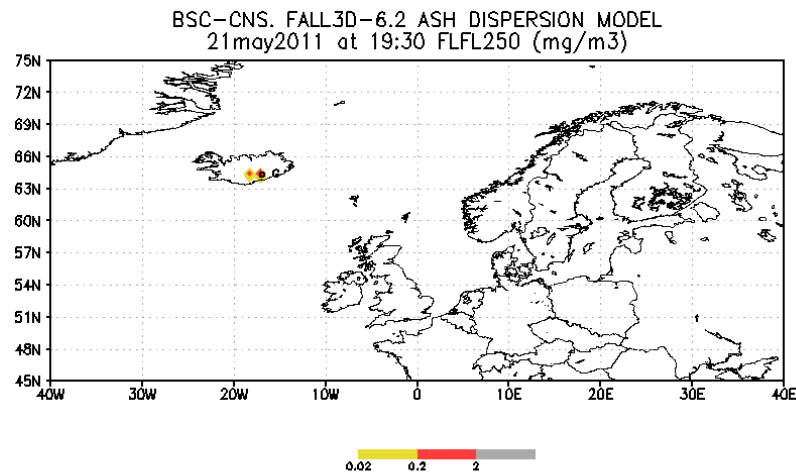 BSC-CNS. FALL3D-6.2 ASH DISPERSION MODEL
21may2011 at 19:30 FLFL250 (mg/m3)
75N
72N
69N
66N
63N
60N
57N
54N
51N
48N
45N
40W 30W 20W 10W 0 10E 20E 30E 40E
0.02 0.2 2